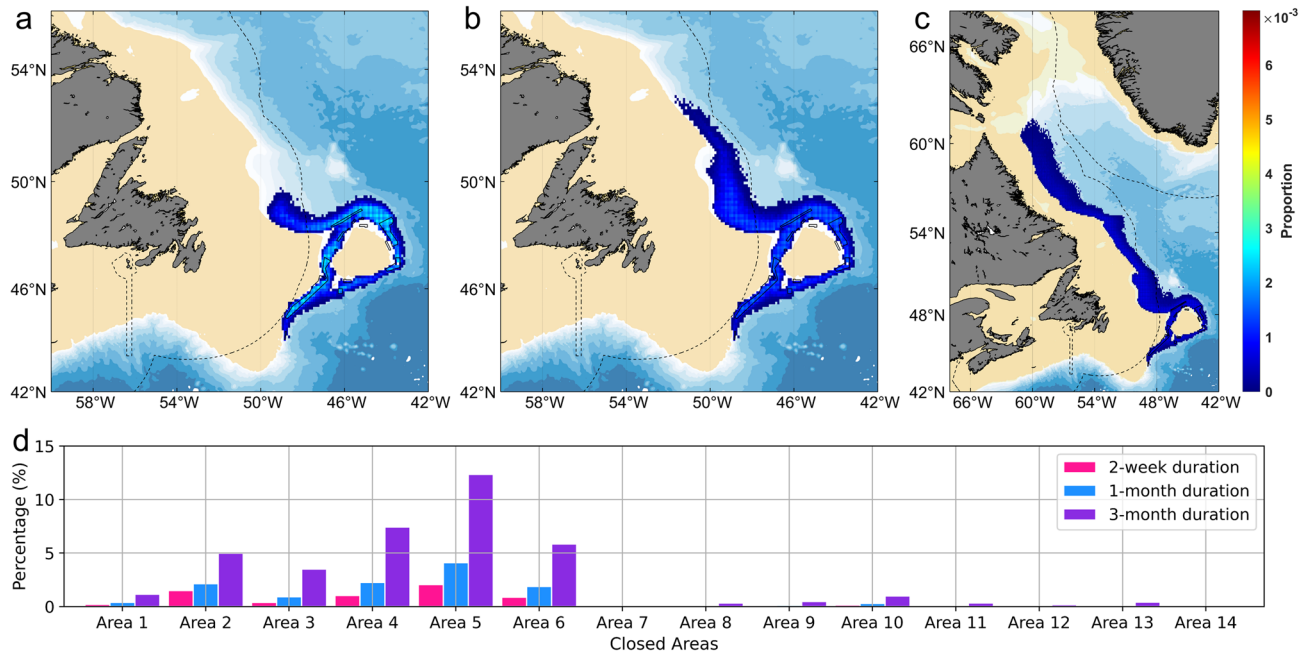 a
54°N
50°N
46°N
42°N
58°W 54°W 50°W 46°W 42°W
b
54°N
50°N
46°N
42°N
58°W 54°W 50°W 46°W 42°W
c
66°N
60°N
54°N
48°N
42°N
66°W 60°W 54°W 48°W 42°W
×10⁻³
6
5
4
3
2
1
0
Proportion
d
15
10
5
0
Percentage (%)
2-week duration
1-month duration
3-month duration
Area 1 Area 2 Area 3 Area 4 Area 5 Area 6 Area 7 Area 8 Area 9 Area 10 Area 11 Area 12 Area 13 Area 14
Closed Areas